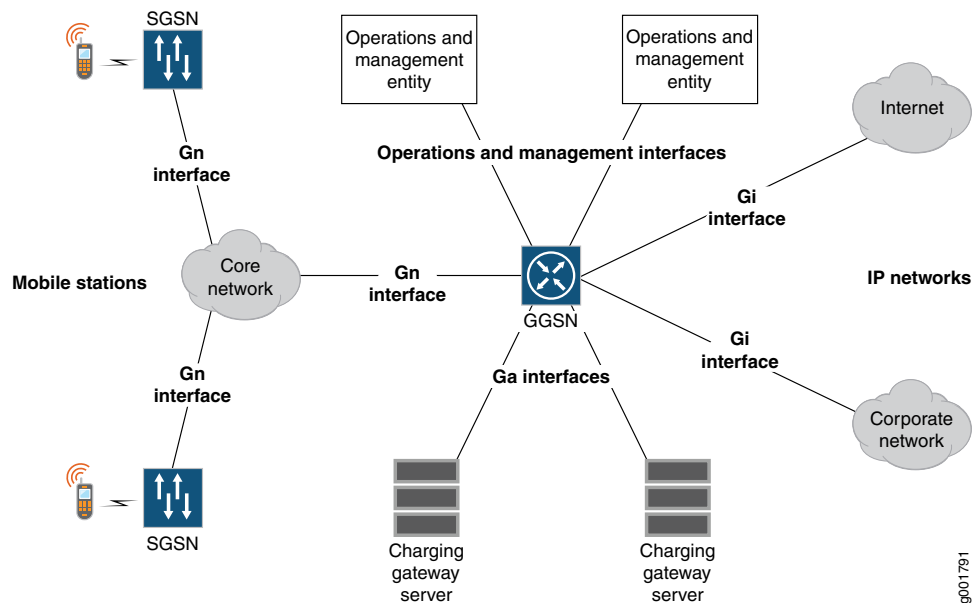 SGSN
Operations and
management
entity
Operations and
management
entity
Internet
Gn
interface
Operations and management interfaces
Gi
interface
Mobile stations
Core
network
Gn
interface
GGSN
IP networks
Gn
interface
Ga interfaces
Gi
interface
Corporate
network
SGSN
Charging
gateway
server
Charging
gateway
server
g001791